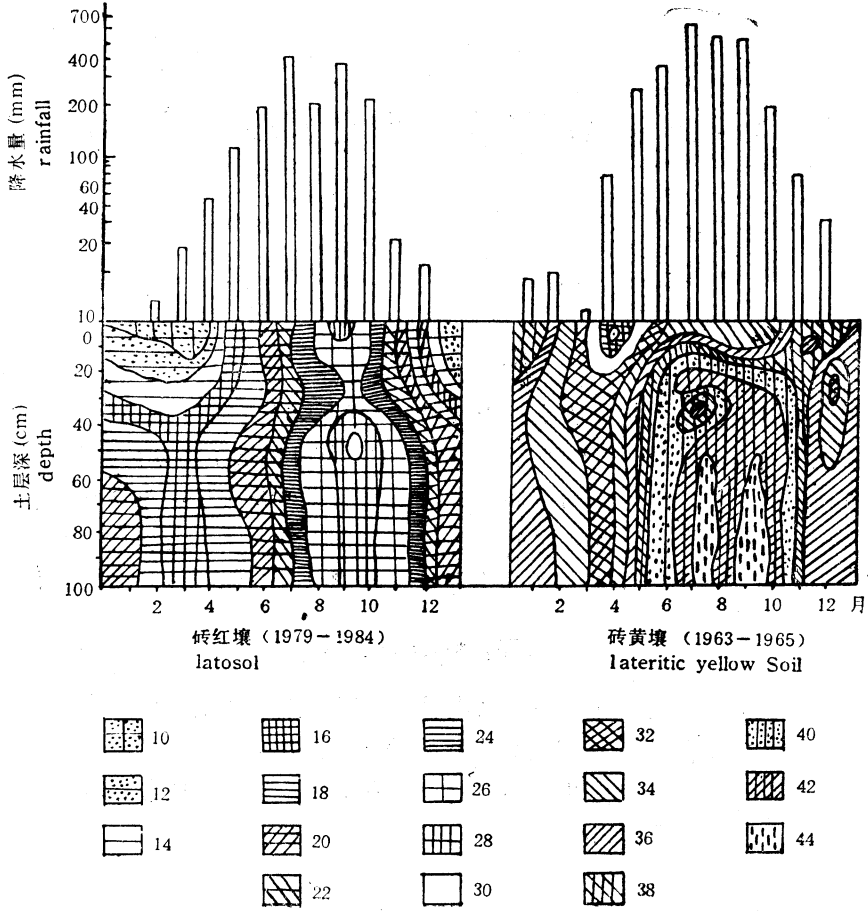 降水量 (mm)
rainfall
700
400
200
100
60
40
20
10
土层深 (cm)
depth
0
20
40
60
80
100
2 4 6 8 10 12
2 4 6 8 10 12 月
砖红壤 (1979-1984)
latosol
砖黄壤 (1963-1965)
lateritic yellow Soil
10 16 24 32 40
12 18 26 34 42
14 20 28 36 44
22 30 38